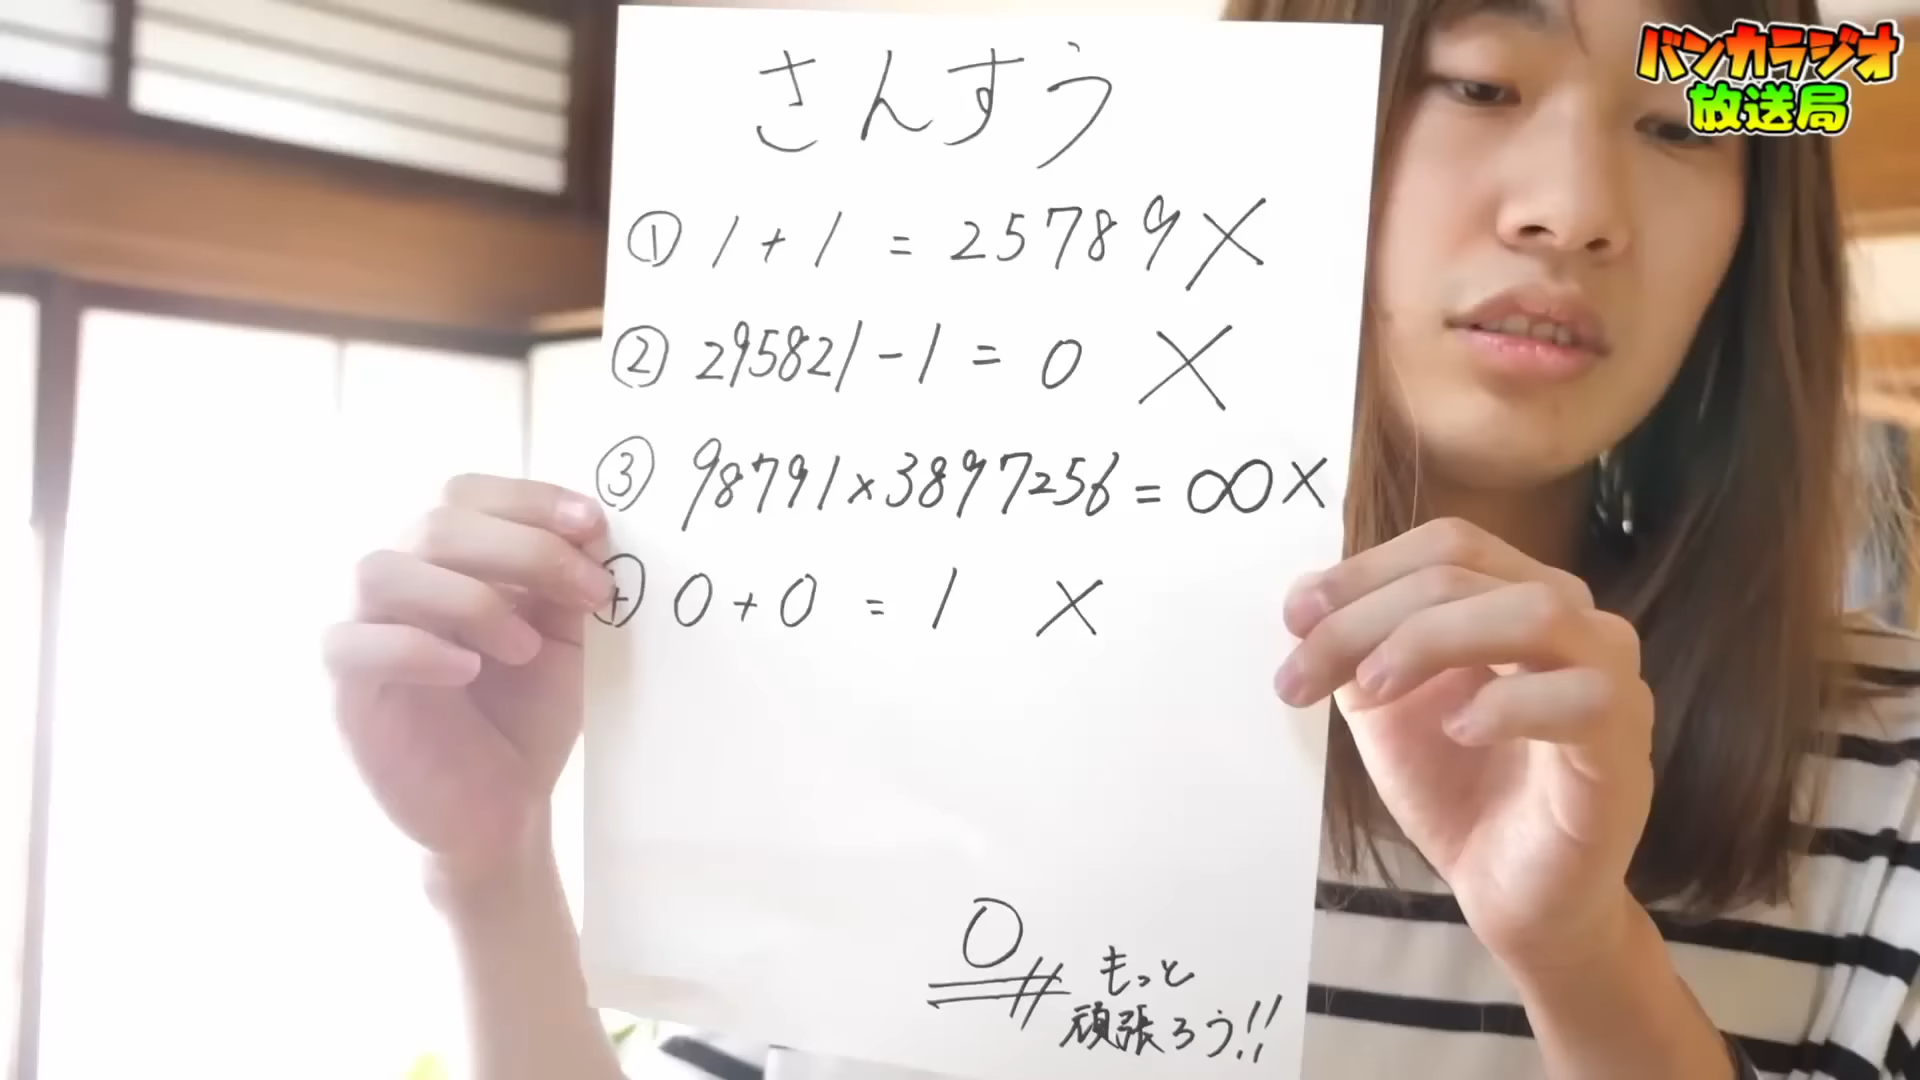 バンカラジオ
放送局
さんすう
① 1 + 1 = 25789 X
② 295821 - 1 = 0 X
③ 98791 × 3897256 = ∞ X
④ 0 + 0 = 1 X
0
もっと
頑張ろう!!